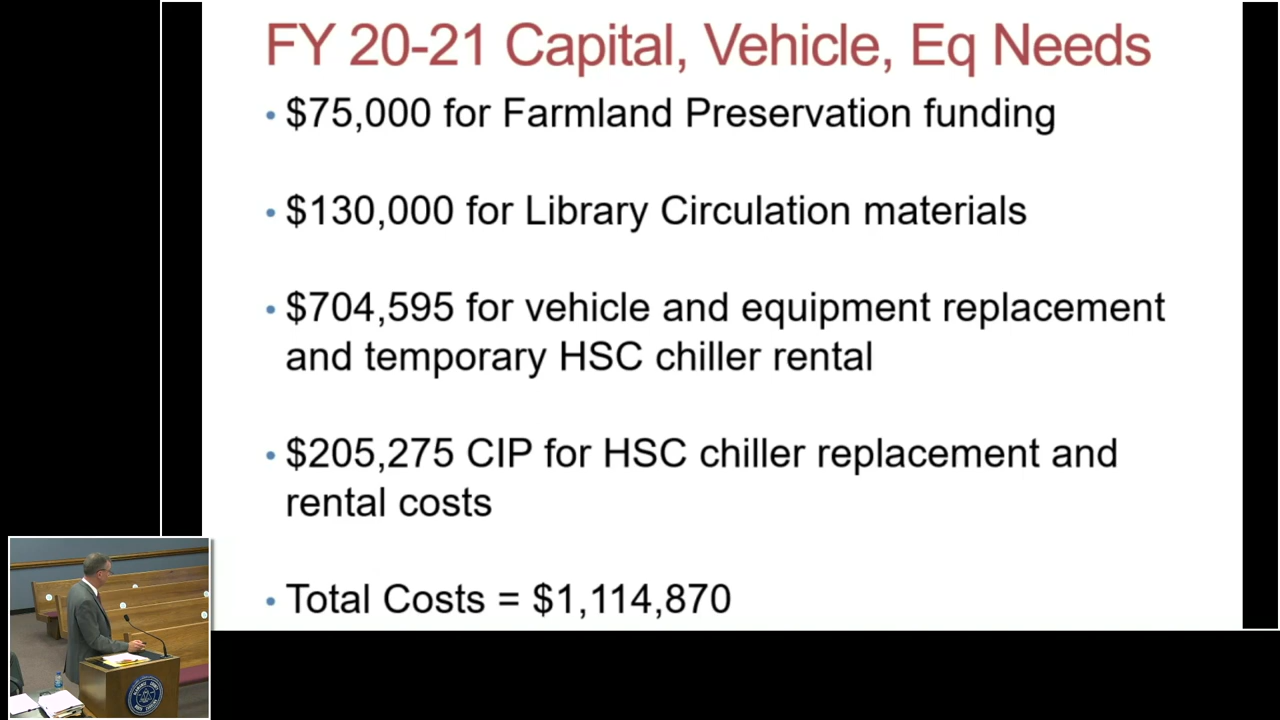 FY 20-21 Capital, Vehicle, Eq Needs
• $75,000 for Farmland Preservation funding
• $130,000 for Library Circulation materials
• $704,595 for vehicle and equipment replacement
and temporary HSC chiller rental
• $205,275 CIP for HSC chiller replacement and
rental costs
• Total Costs = $1,114,870